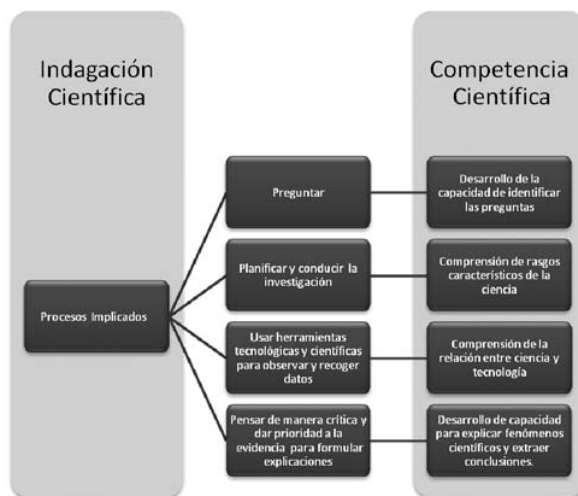 Indagación
Científica
Competencia
Científica
Procesos Implicados
Preguntar
Desarrollo de la
capacidad de identificar
las preguntas
Planificar y conducir la
investigación
Comprensión de rasgos
característicos de la
ciencia
Usar herramientas
tecnológicas y científicas
para observar y recoger
datos
Comprensión de la
relación entre ciencia y
tecnología
Pensar de manera crítica y
dar prioridad a la
evidencia para formular
explicaciones
Desarrollo de capacidad
para explicar fenómenos
científicos y extraer
conclusiones.